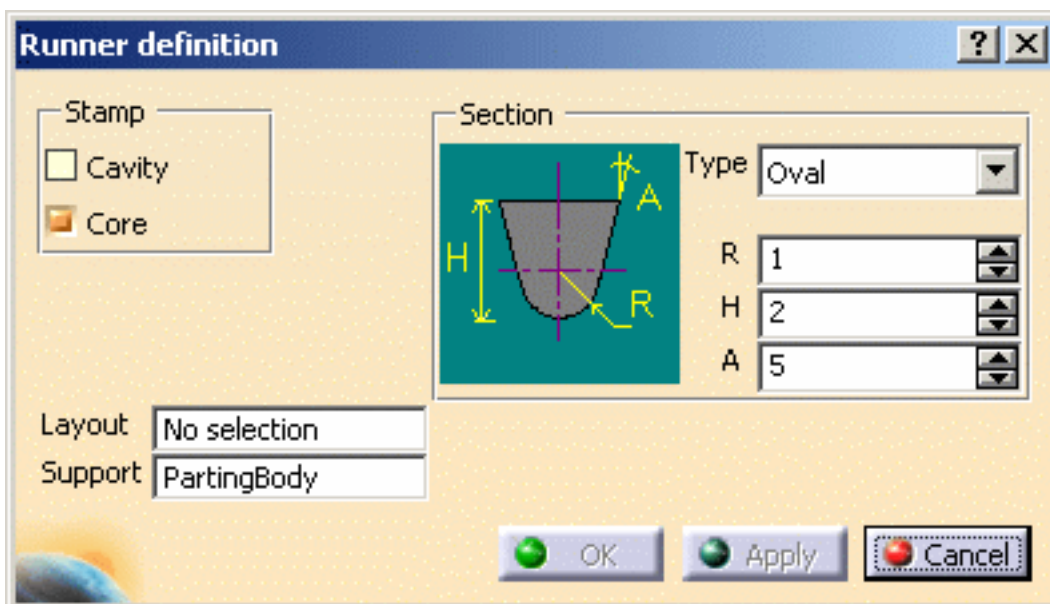 Runner definition
Stamp
Cavity
Core
Section
H
A
R
Type Oval
R 1
H 2
A 5
Layout No selection
Support PartingBody
OK Apply Cancel